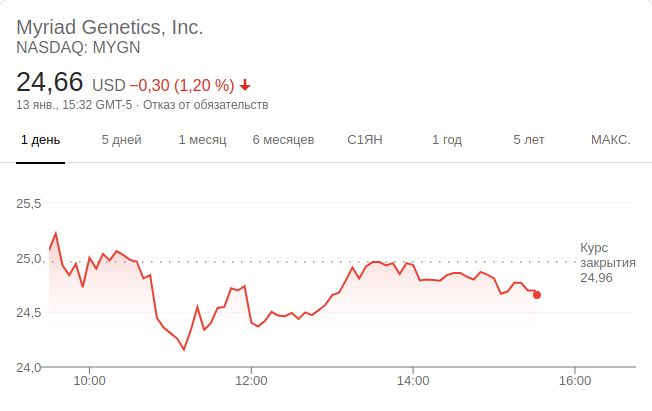 Myriad Genetics, Inc.
NASDAQ: MYGN
24,66 USD −0,30 (1,20 %)
13 янв., 15:32 GMT-5 · Отказ от обязательств
1 день 5 дней 1 месяц 6 месяцев С1ЯН 1 год 5 лет МАКС.
25,5
25,0
24,5
24,0
Курс
закрытия
24,96
10:00 12:00 14:00 16:00